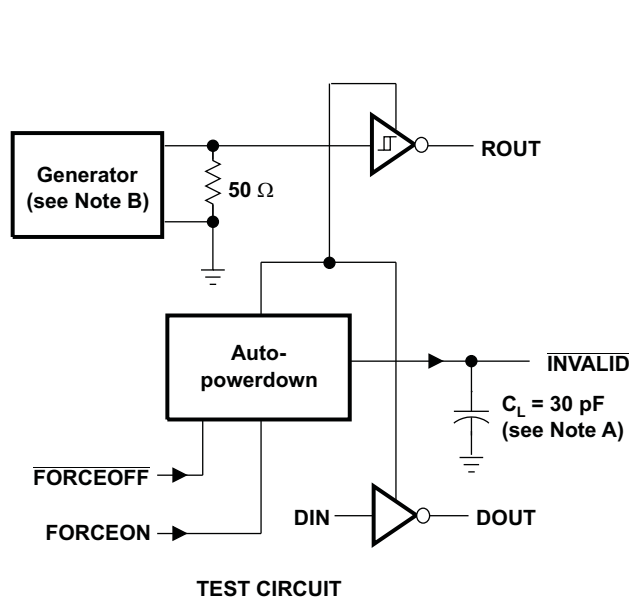 Generator
(see Note B)
50 Ω
ROUT
Auto-
powerdown
INVALID
C_L = 30 pF
(see Note A)
FORCEOFF
FORCEON
DIN
DOUT
TEST CIRCUIT